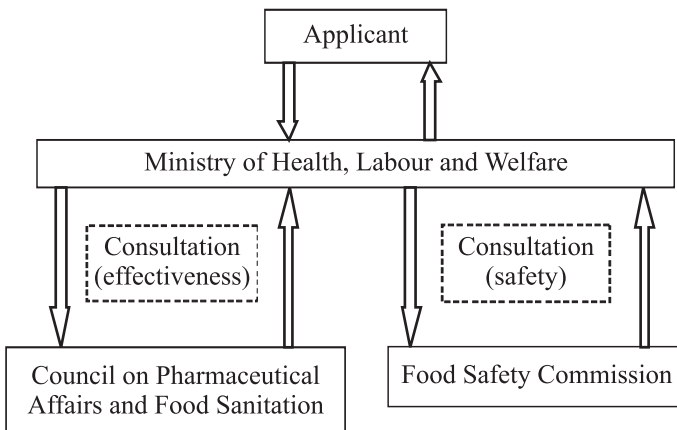 Applicant
Ministry of Health, Labour and Welfare
Consultation
(effectiveness)
Consultation
(safety)
Council on Pharmaceutical
Affairs and Food Sanitation
Food Safety Commission